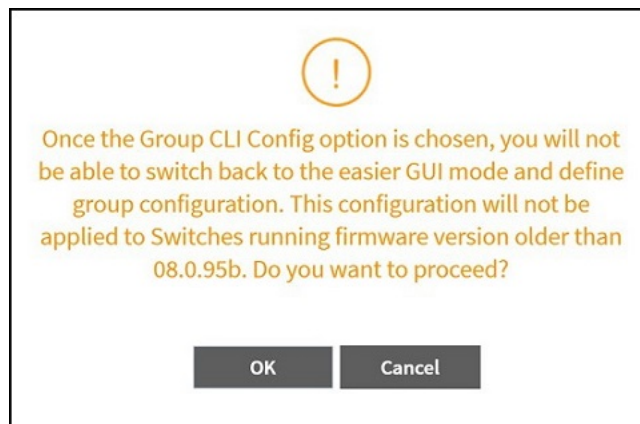 !
Once the Group CLI Config option is chosen, you will not
be able to switch back to the easier GUI mode and define
group configuration. This configuration will not be
applied to Switches running firmware version older than
08.0.95b. Do you want to proceed?
OK Cancel